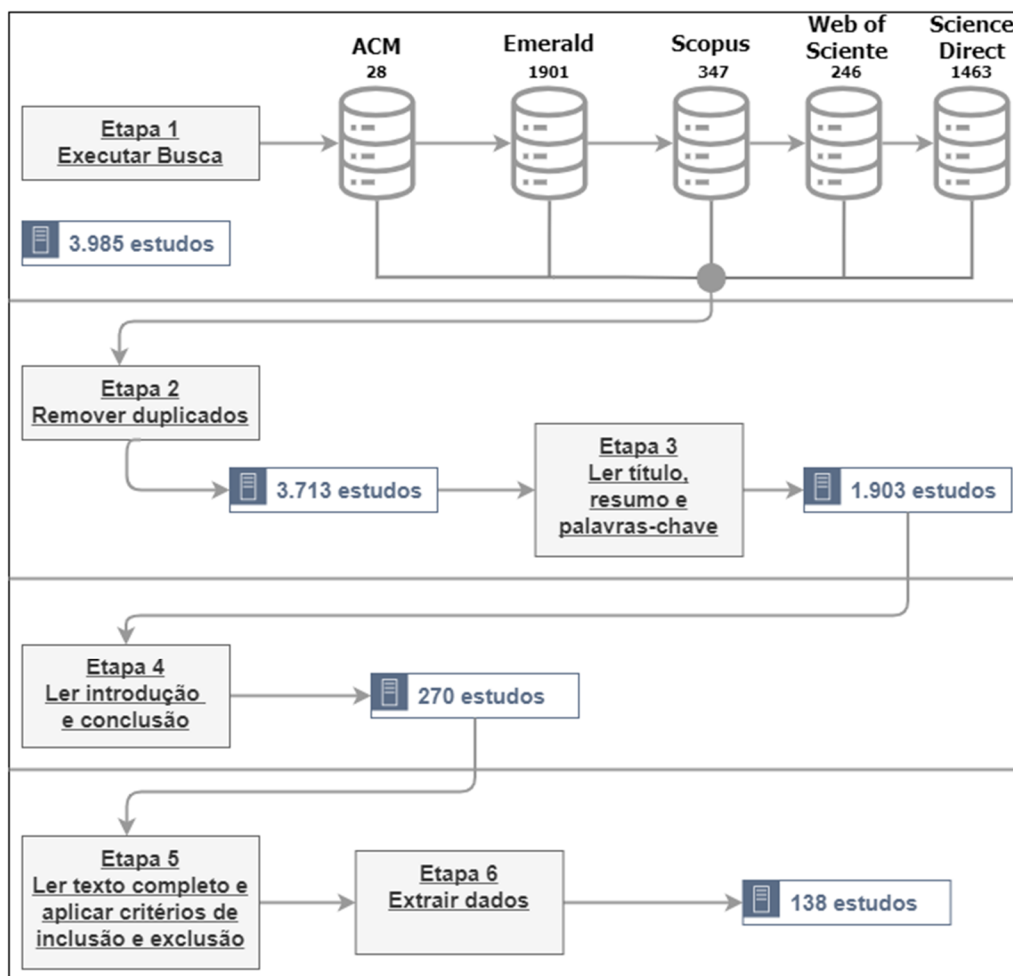 ACM
28
Emerald
1901
Scopus
347
Web of
Sciente
246
Science
Direct
1463
Etapa 1
Executar Busca
3.985 estudos
Etapa 2
Remover duplicados
3.713 estudos
Etapa 3
Ler título,
resumo e
palavras-chave
1.903 estudos
Etapa 4
Ler introdução
e conclusão
270 estudos
Etapa 5
Ler texto completo e
aplicar critérios de
inclusão e exclusão
Etapa 6
Extrair dados
138 estudos